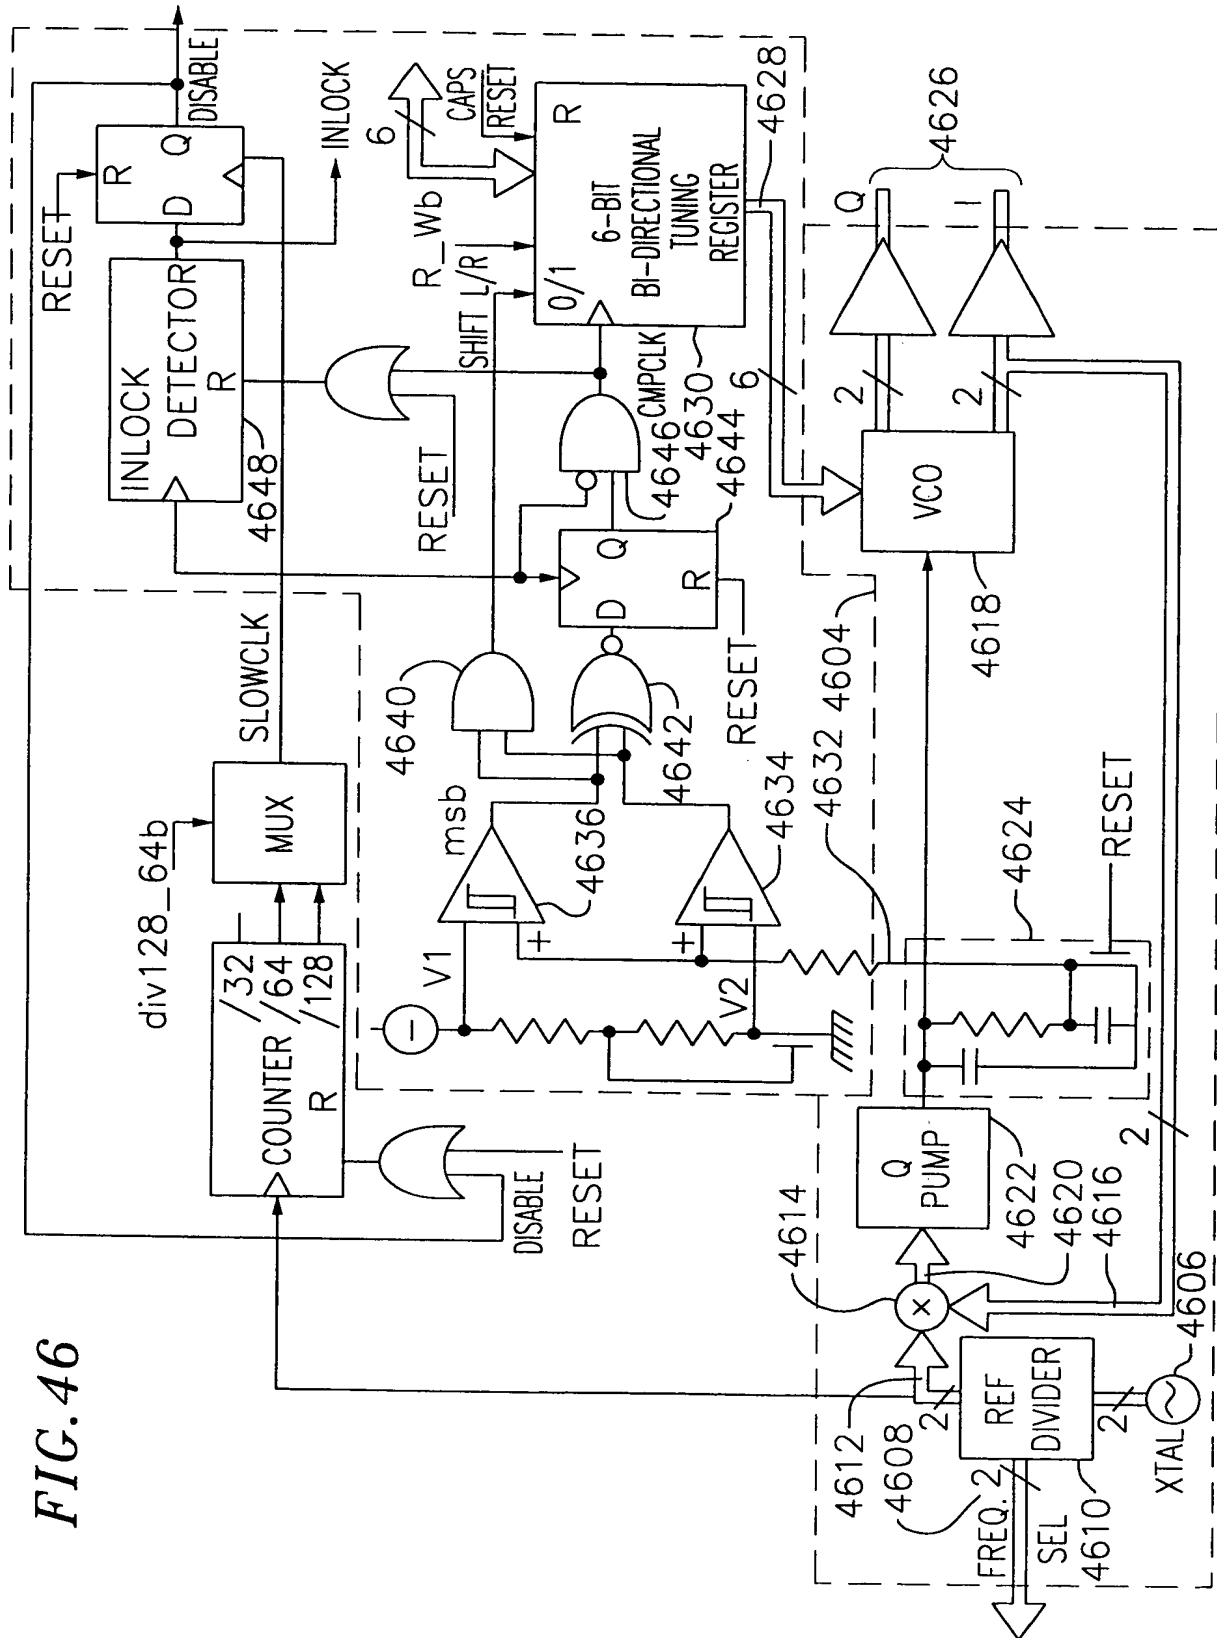 FIG.46
RESET
R
D
Q
DISABLE
INLOCK
INLOCK
DETECTOR
R
4648
RESET
SLOWCLK
MUX
div128_64b
COUNTER
/32
/64
/128
R
DISABLE
RESET
6
CAPS
RESET
R_Wb
SHIFT L/R
0/1
R
6-BIT
BI-DIRECTIONAL
TUNING
REGISTER
4628
CMPCLK
4630
4646
4644
D
Q
R
RESET
4640
4642
msb
4636
4634
V1
+
+
V2
4632
4604
6
4626
Q
I
2
2
VCO
4618
4624
RESET
Q
PUMP
4622
4620
4616
2
4614
x
4612
4608
2
REF
DIVIDER
FREQ.
SEL
2
4610
2
XTAL
4606